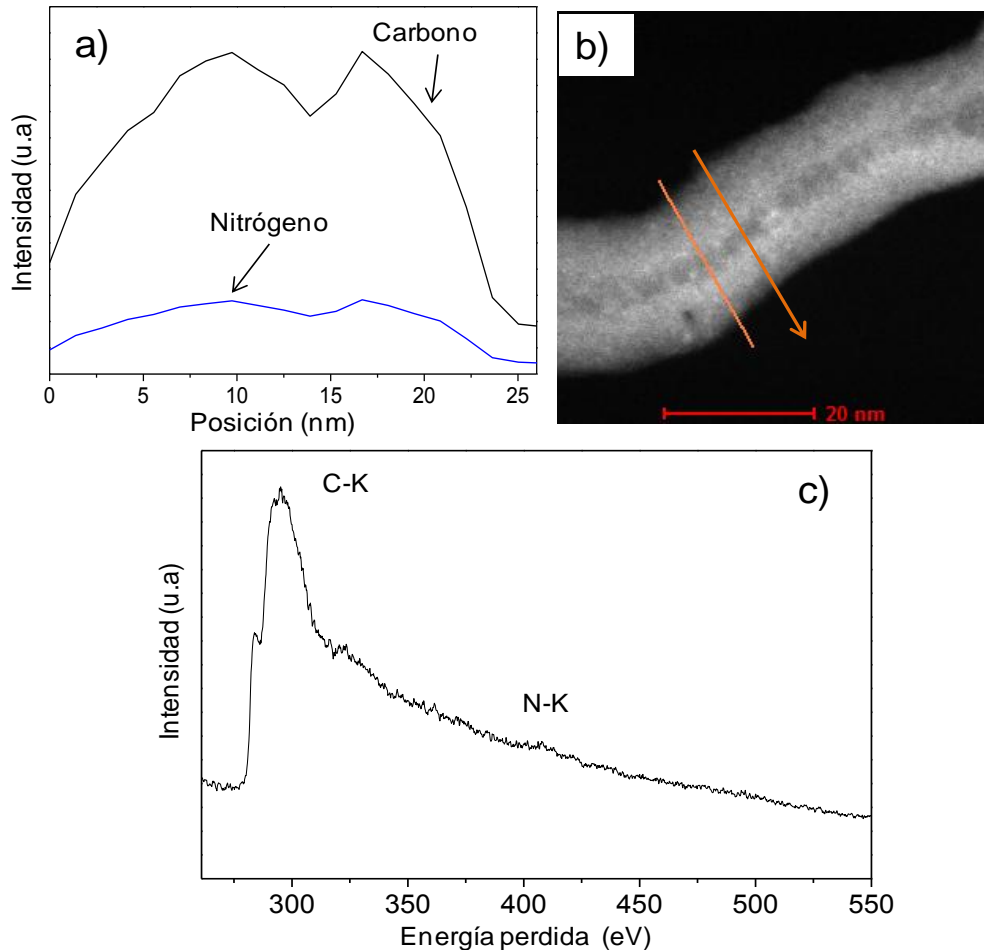 a)
Carbono
Nitrógeno
Intensidad (u.a)
0 5 10 15 20 25
Posición (nm)
b)
20 nm
c)
C-K
N-K
Intensidad (u.a)
300 350 400 450 500 550
Energía perdida (eV)